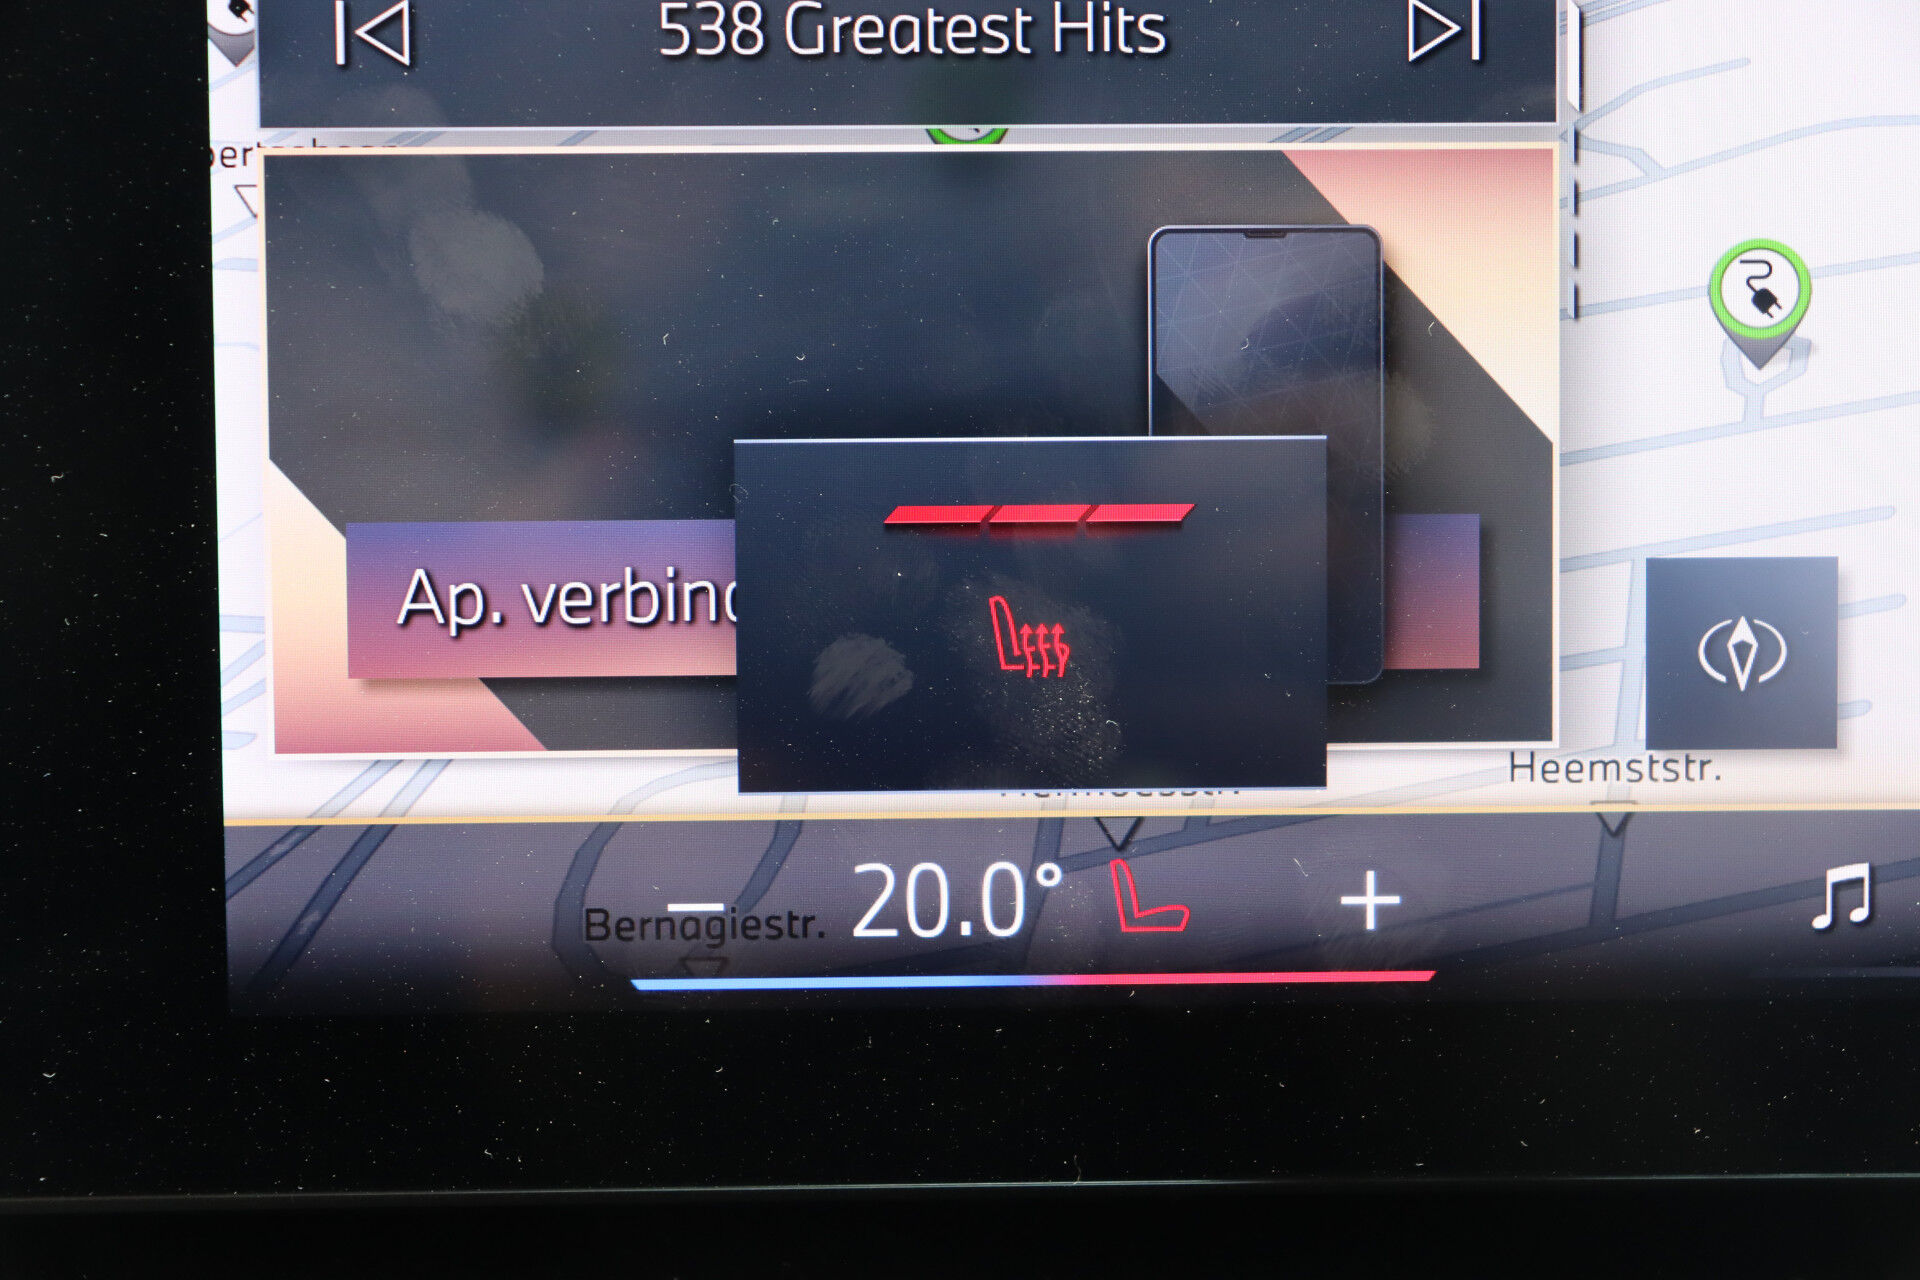 538 Greatest Hits
Ap. verbind
Heemststr.
20.0°
Bernagiestr.